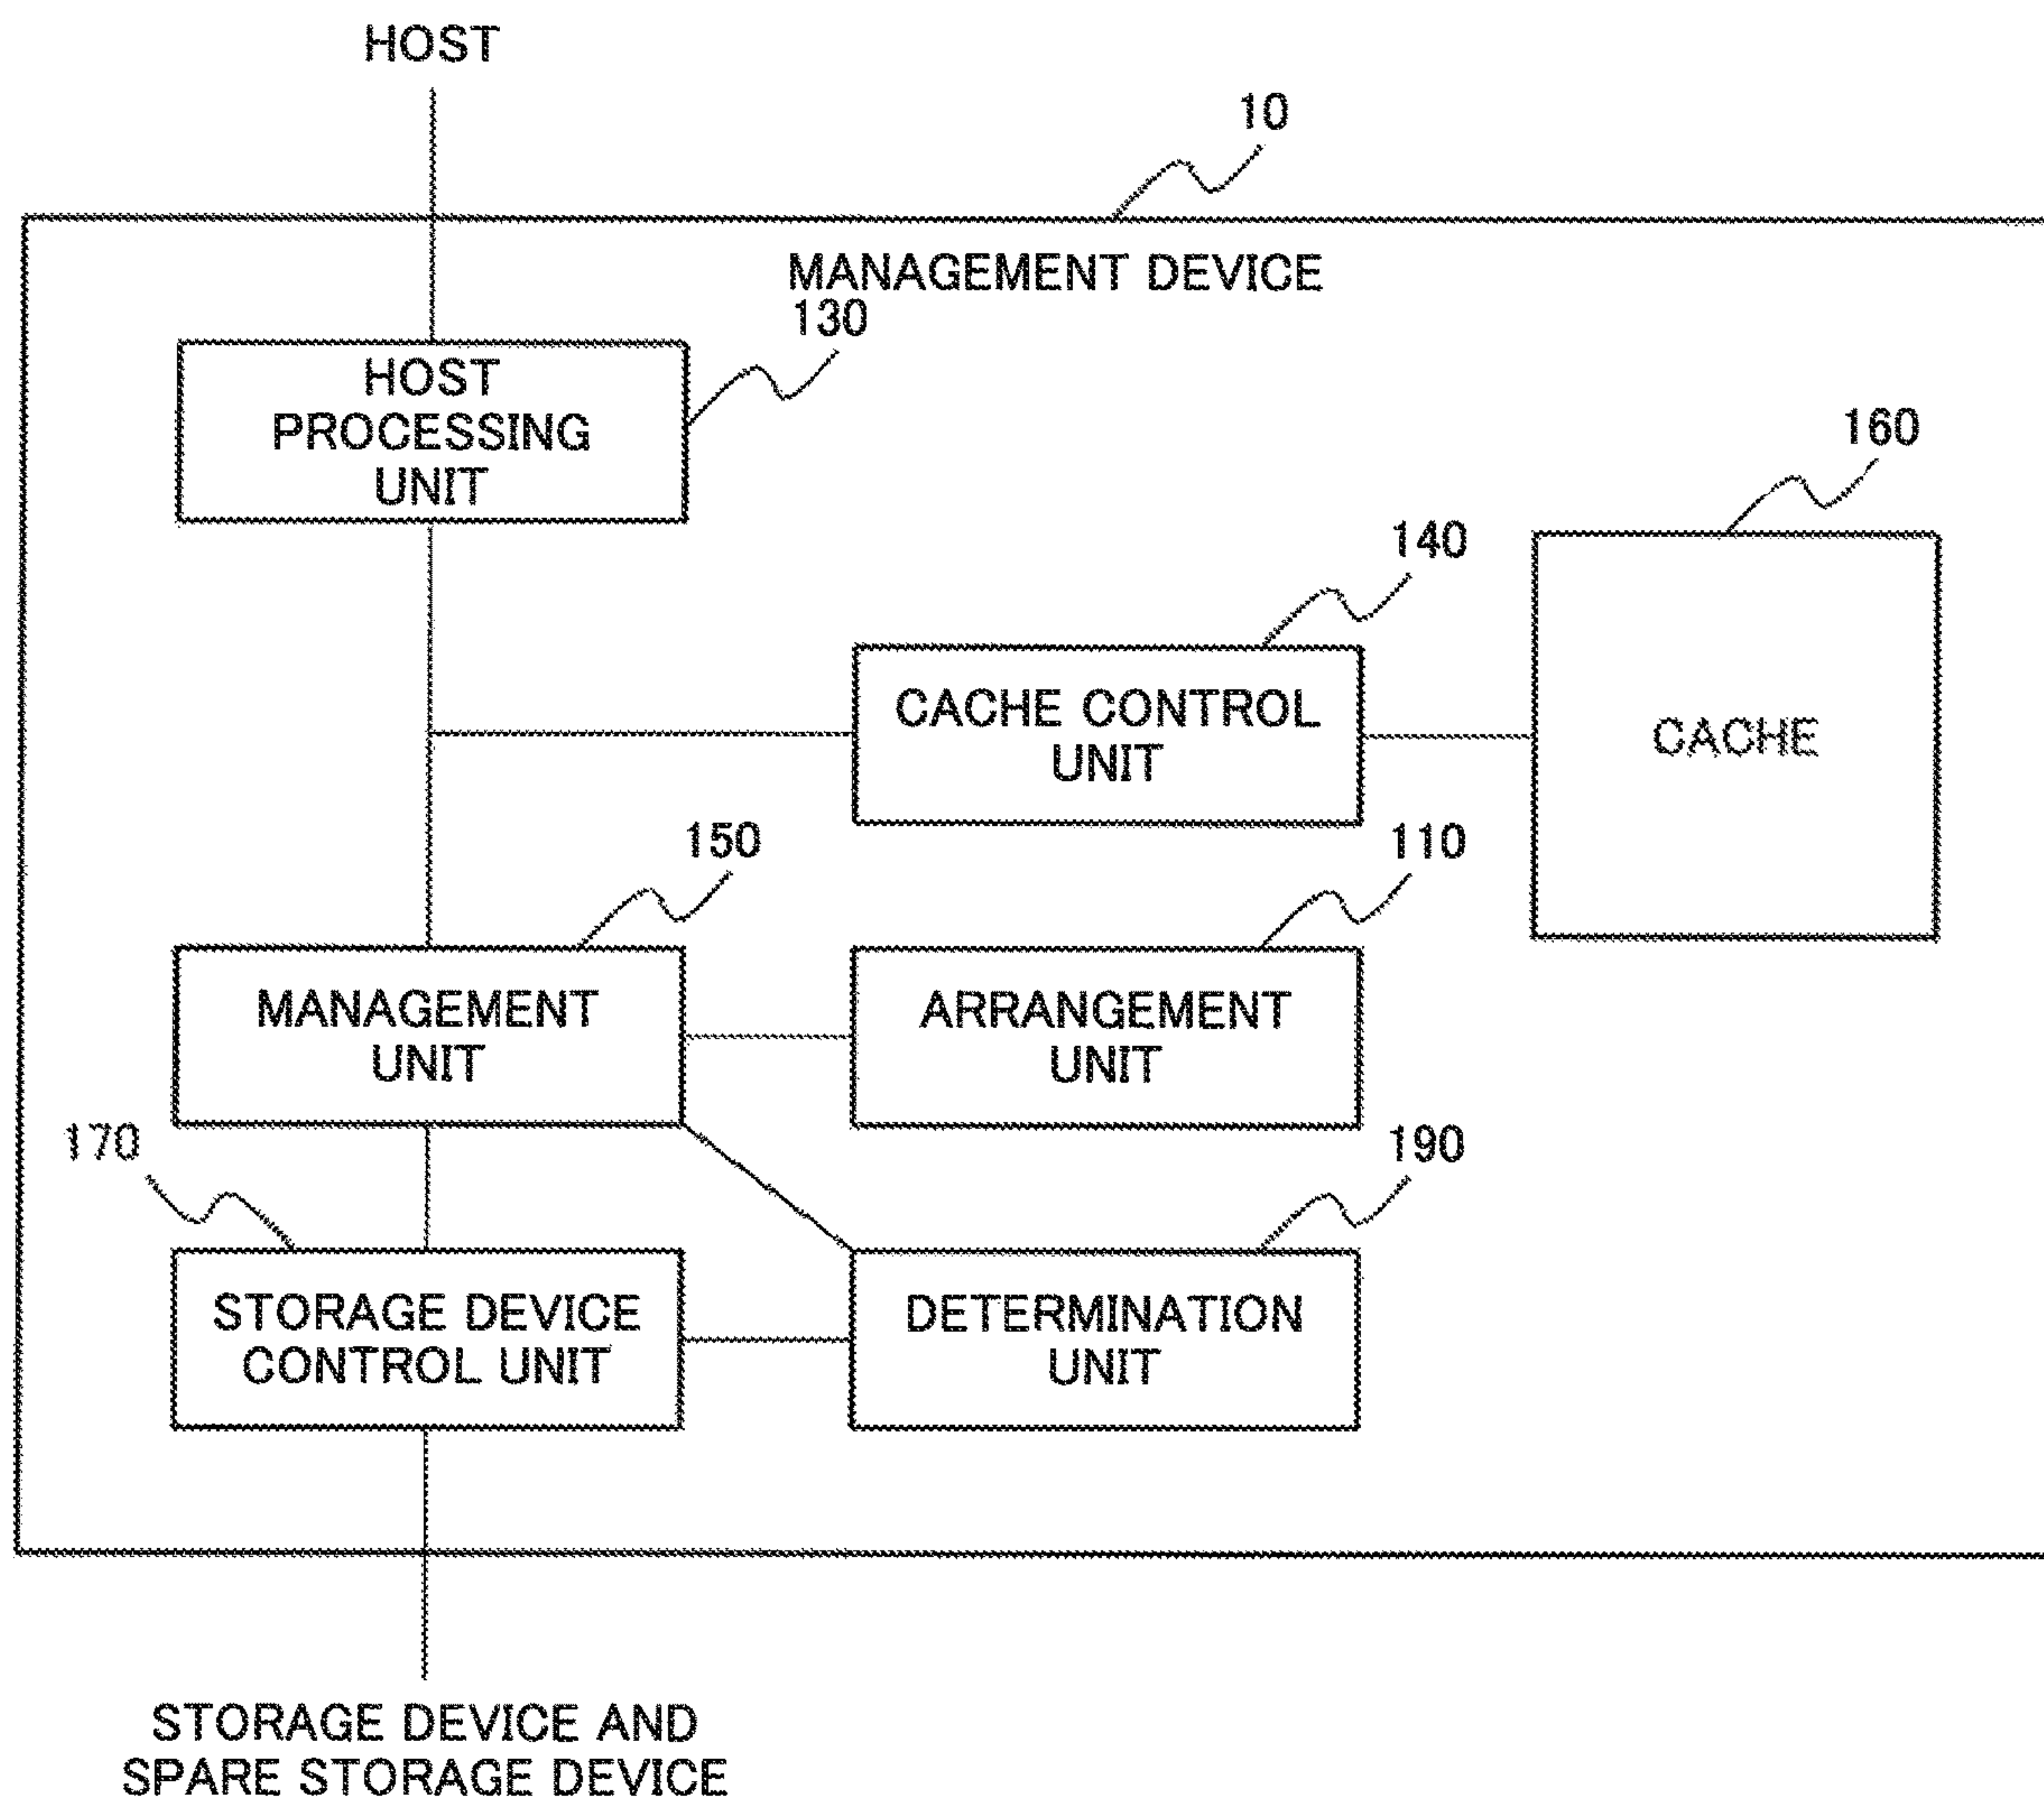 HOST
10
MANAGEMENT DEVICE
130
HOST
PROCESSING
UNIT
160
140
CACHE CONTROL
UNIT
CACHE
150
110
MANAGEMENT
UNIT
ARRANGEMENT
UNIT
170
190
STORAGE DEVICE
CONTROL UNIT
DETERMINATION
UNIT
STORAGE DEVICE AND
SPARE STORAGE DEVICE